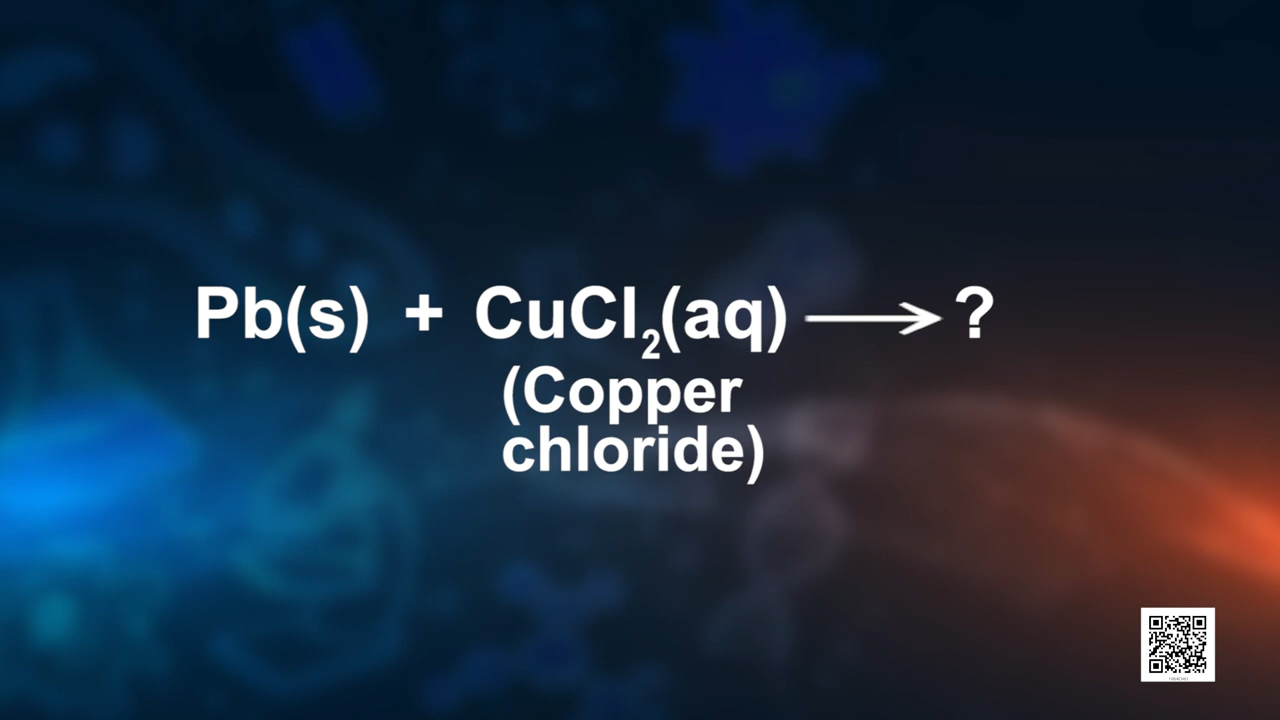 Pb(s) + CuCl₂(aq) ⟶ ?
(Copper
chloride)